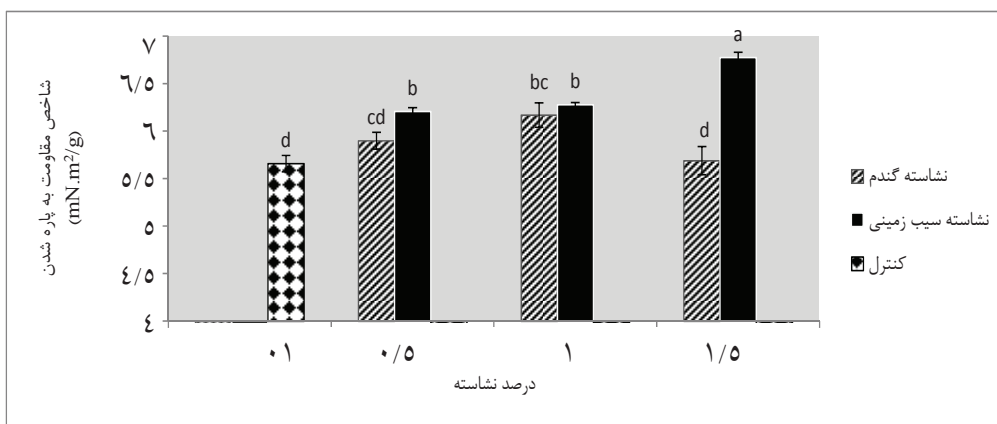 شاخص مقاومت به پاره شدن
(mN.m²/g)
۷
۶/۵
۶
۵/۵
۵
۴/۵
۴
d
cd
b
bc
b
d
a
۰۱
۰/۵
۱
۱/۵
درصد نشاسته
نشاسته گندم
نشاسته سیب زمینی
کنترل